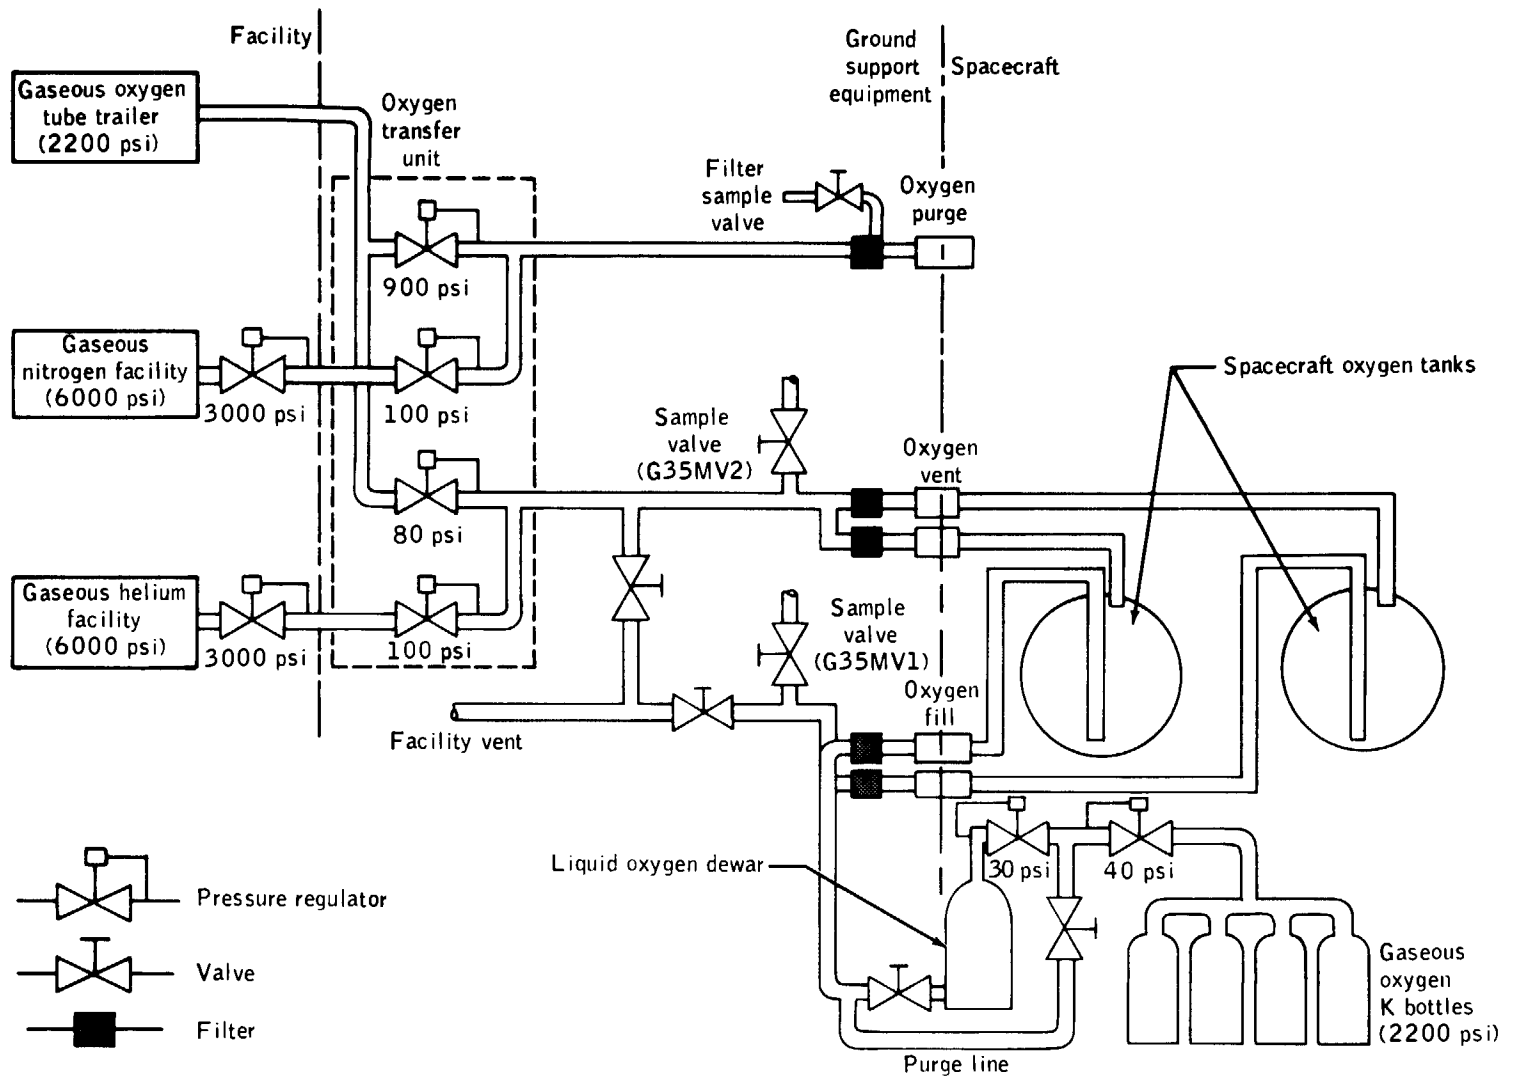 Facility
Ground
support
equipment
Spacecraft
Gaseous oxygen
tube trailer
(2200 psi)
Oxygen
transfer
unit
Filter
sample
valve
Oxygen
purge
900 psi
Gaseous
nitrogen facility
(6000 psi)
3000 psi
100 psi
Spacecraft oxygen tanks
Sample
valve
(G35MV2)
Oxygen
vent
80 psi
Gaseous helium
facility
(6000 psi)
3000 psi
100 psi
Sample
valve
(G35MV1)
Oxygen
fill
Facility vent
Liquid oxygen dewar
30 psi
40 psi
Pressure regulator
Valve
Filter
Gaseous
oxygen
K bottles
(2200 psi)
Purge line